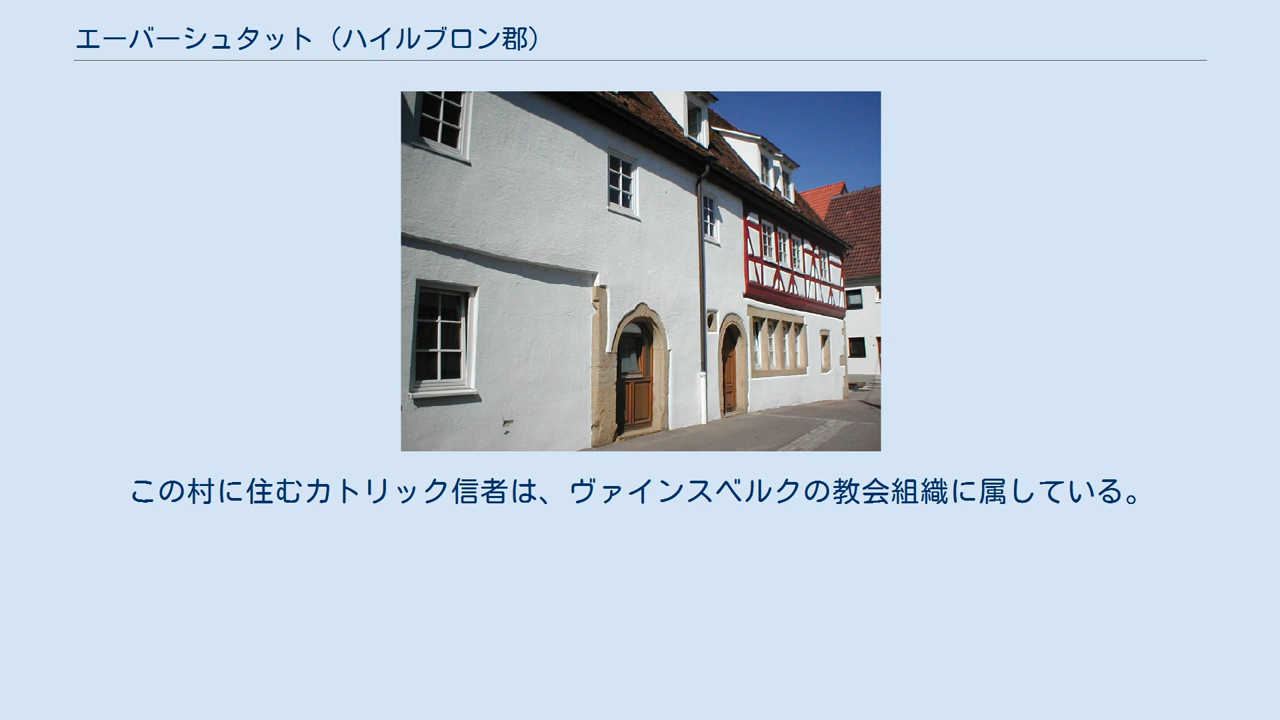 エーバーシュタット（ハイルブロン郡）
この村に住むカトリック信者は、ヴァインスベルクの教会組織に属している。